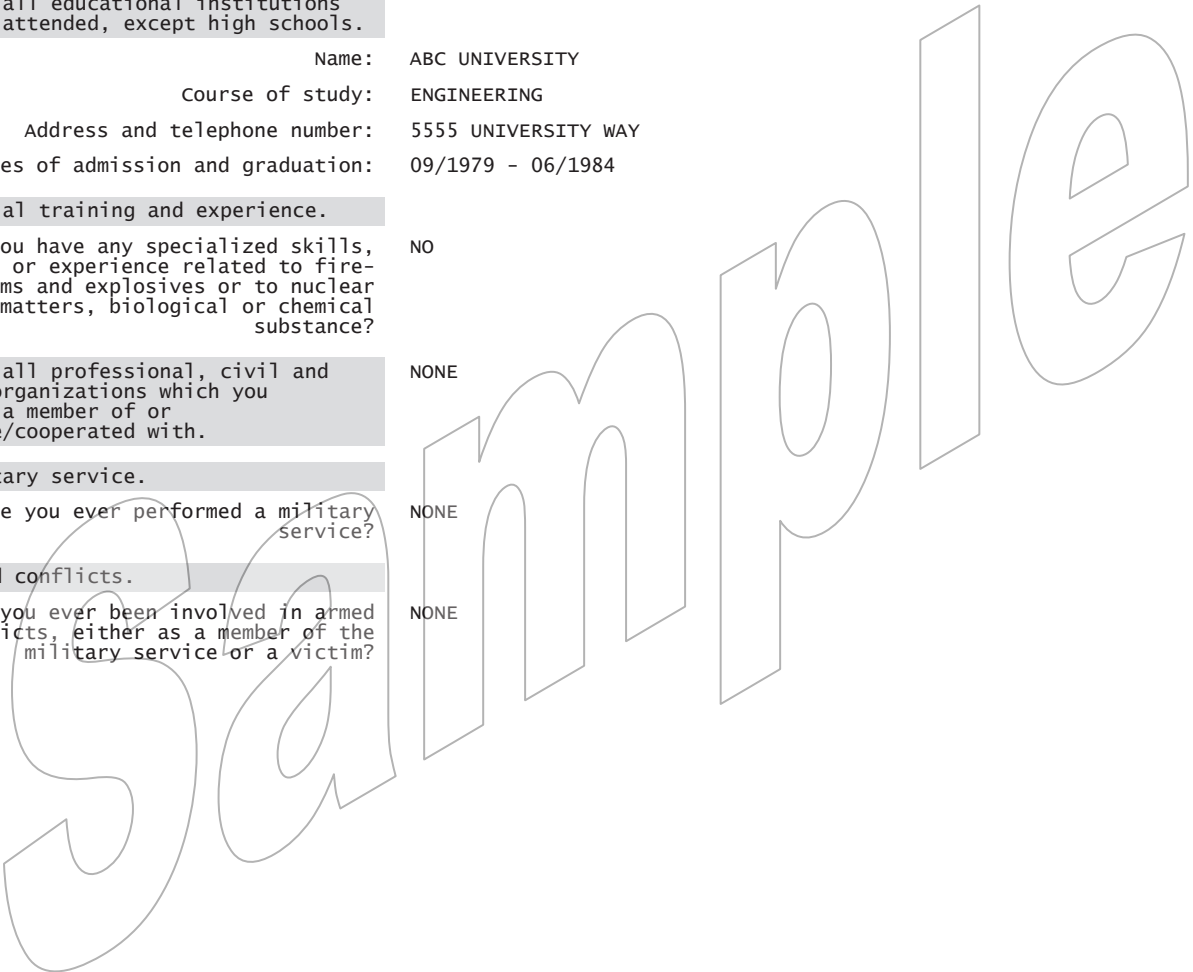 all educational institutions
attended, except high schools.
Name: ABC UNIVERSITY
Course of study: ENGINEERING
Address and telephone number: 5555 UNIVERSITY WAY
es of admission and graduation: 09/1979 - 06/1984
al training and experience.
ou have any specialized skills, NO
or experience related to fire-
ms and explosives or to nuclear
matters, biological or chemical
substance?
all professional, civil and NONE
organizations which you
a member of or
e/cooperated with.
tary service.
e you ever performed a military NONE
service?
d conflicts.
you ever been involved in armed NONE
icts, either as a member of the
military service or a victim?
Sample